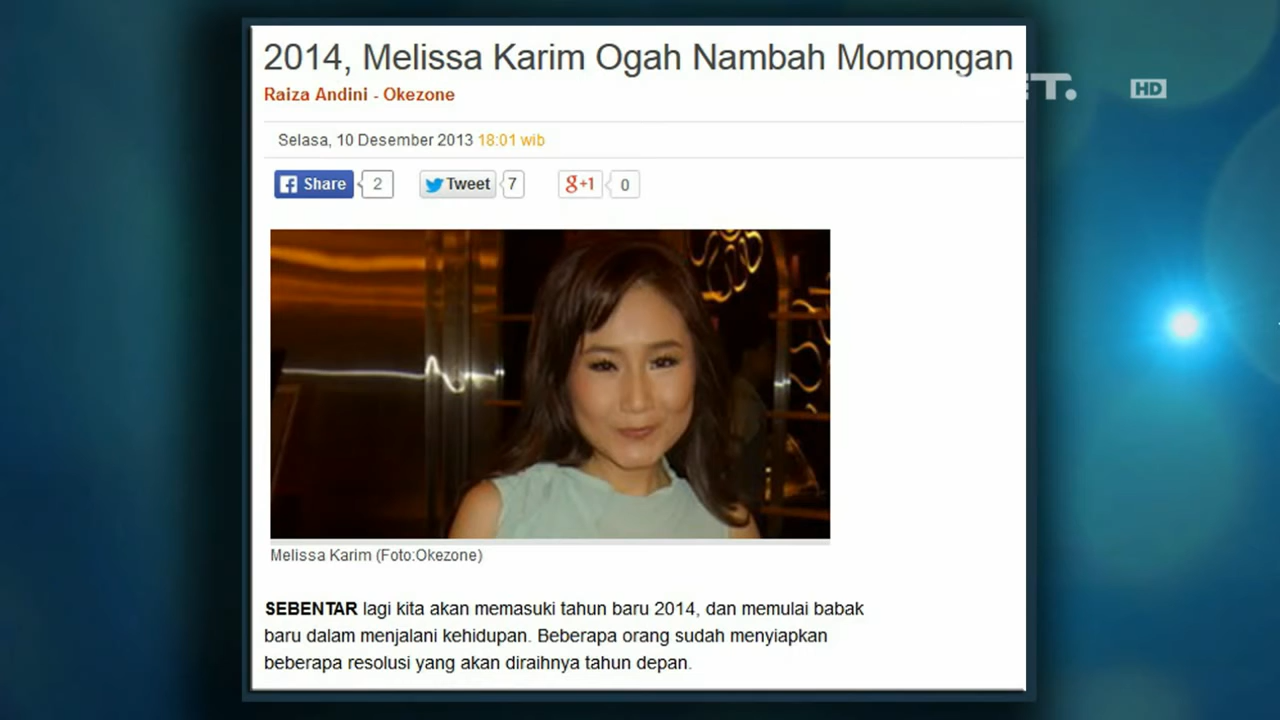 2014, Melissa Karim Ogah Nambah Momongan
Raiza Andini - Okezone
HD
Selasa, 10 Desember 2013 18:01 wib
Share 2 Tweet 7 g+1 0
Melissa Karim (Foto:Okezone)
SEBENTAR lagi kita akan memasuki tahun baru 2014, dan memulai babak
baru dalam menjalani kehidupan. Beberapa orang sudah menyiapkan
beberapa resolusi yang akan diraihnya tahun depan.